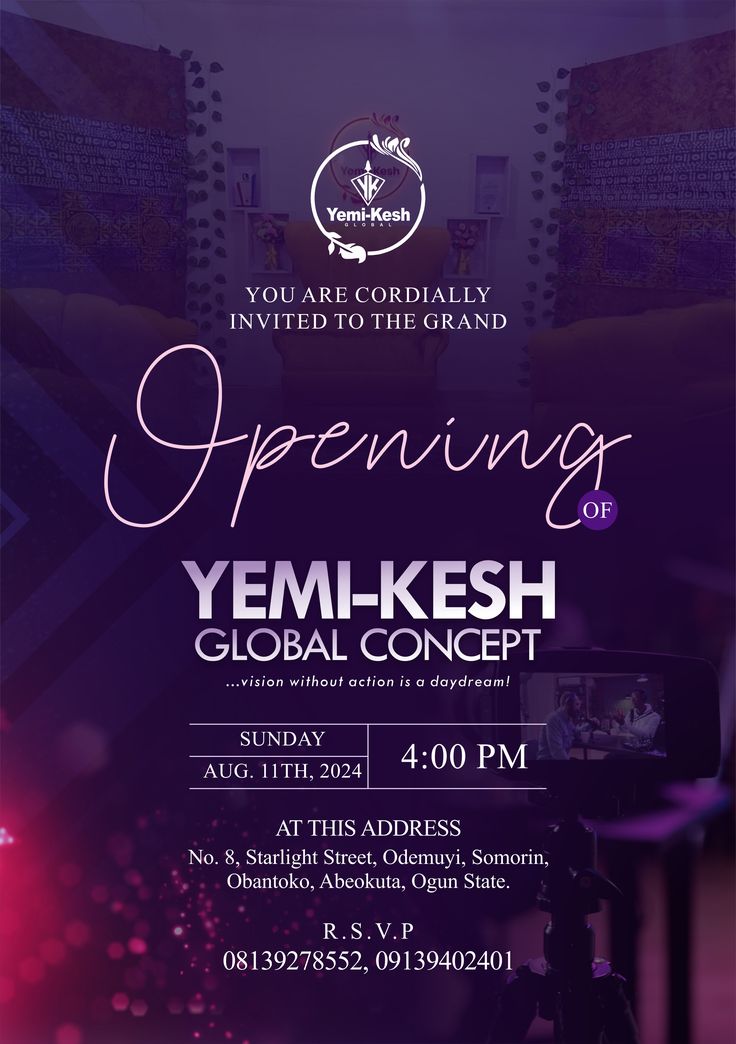 VK
Yemi-Kesh
GLOBAL
YOU ARE CORDIALLY
INVITED TO THE GRAND
Opening
OF
YEMI-KESH
GLOBAL CONCEPT
...vision without action is a daydream!
SUNDAY
AUG. 11TH, 2024
4:00 PM
AT THIS ADDRESS
No. 8, Starlight Street, Odemuyi, Somorin,
Obantoko, Abeokuta, Ogun State.
R.S.V.P
08139278552, 09139402401